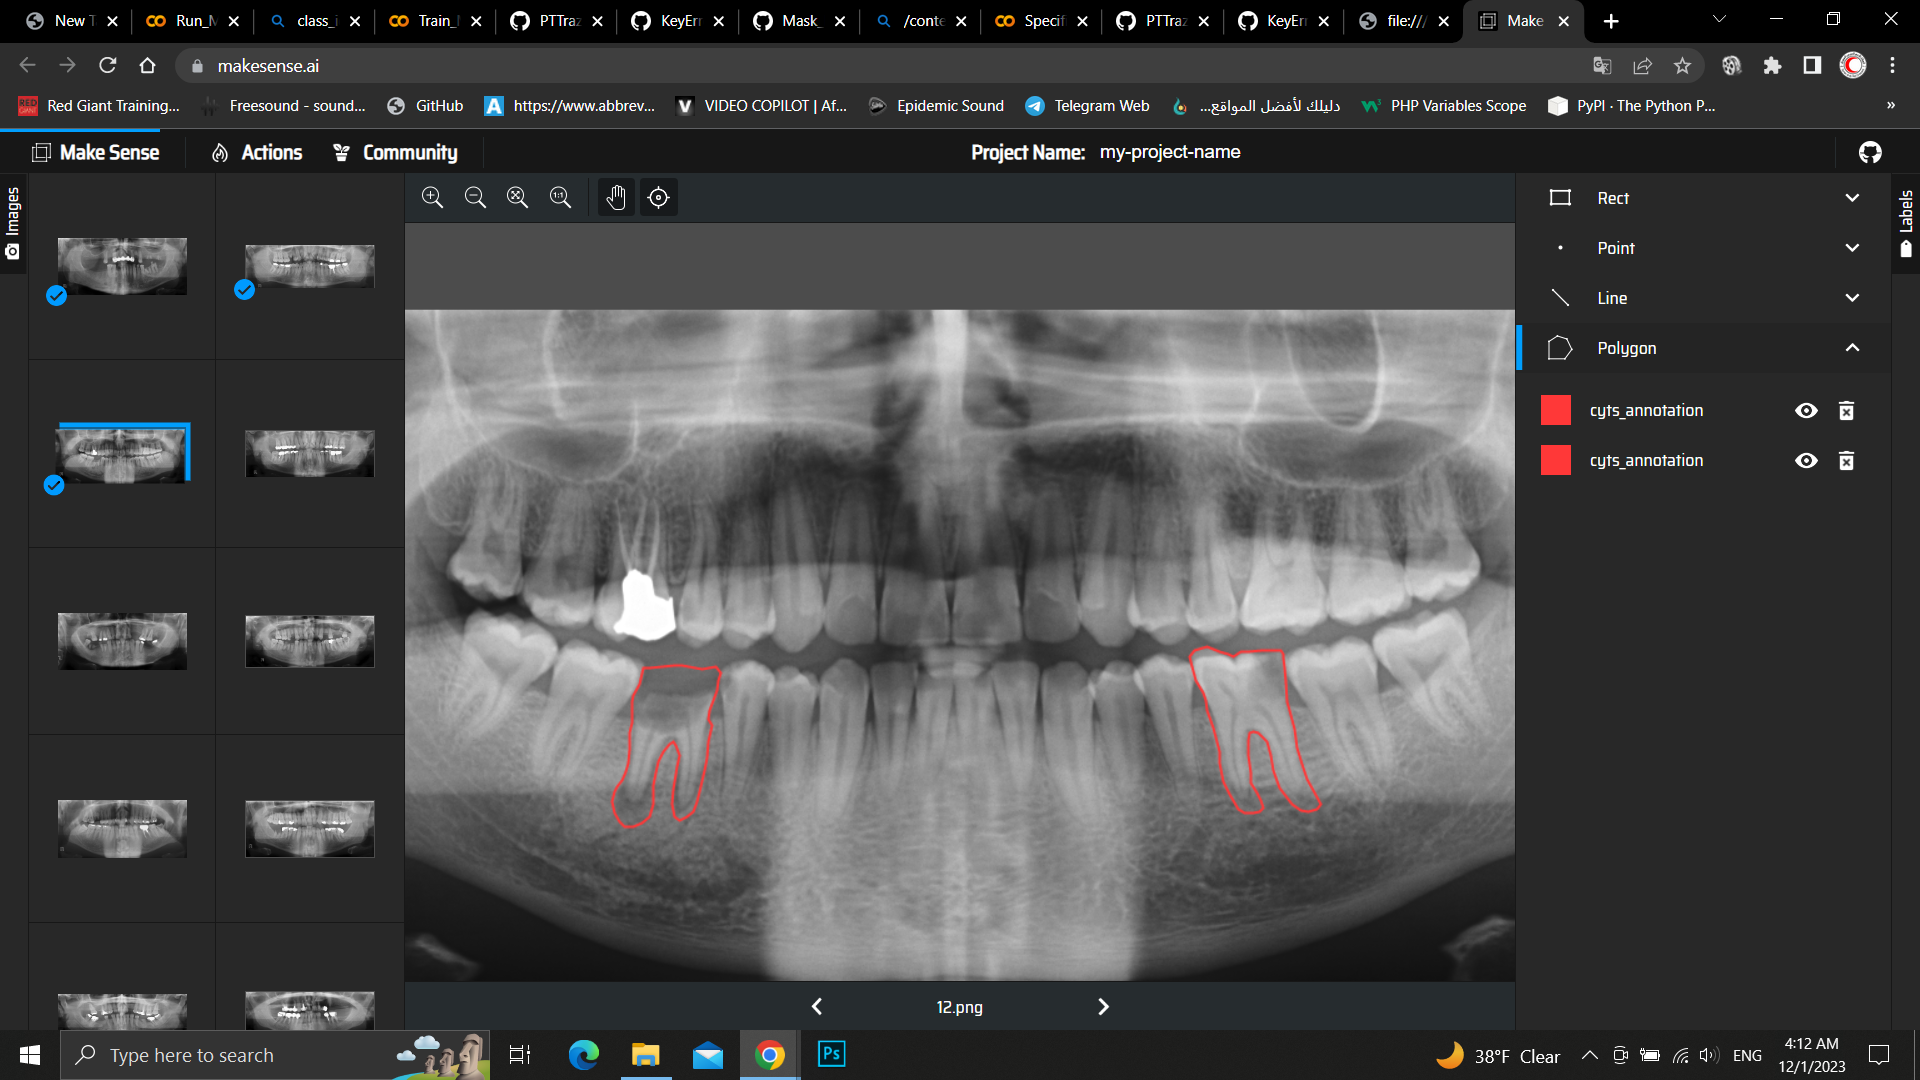 New T
Run_M
class_i
Train_
PTTraz
KeyErr
Mask_
/conte
Specif
PTTraz
KeyErr
file:///
Make
makesense.ai
Red Giant Training...
Freesound - sound...
GitHub
https://www.abbrev...
VIDEO COPILOT | Af...
Epidemic Sound
Telegram Web
دليلك لأفضل المواقع...
PHP Variables Scope
PyPI · The Python P...
»
Make Sense
Actions
Community
Project Name: my-project-name
Images
1:1
Labels
Rect
Point
Line
Polygon
cyts_annotation
cyts_annotation
12.png
Type here to search
Ps
38°F Clear
ENG
4:12 AM
12/1/2023